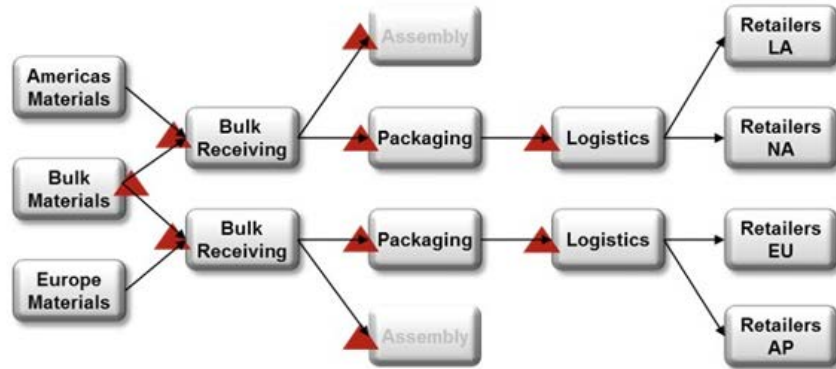 Americas
Materials
Bulk
Materials
Europe
Materials
Bulk
Receiving
Bulk
Receiving
Assembly
Packaging
Packaging
Assembly
Logistics
Logistics
Retailers
LA
Retailers
NA
Retailers
EU
Retailers
AP